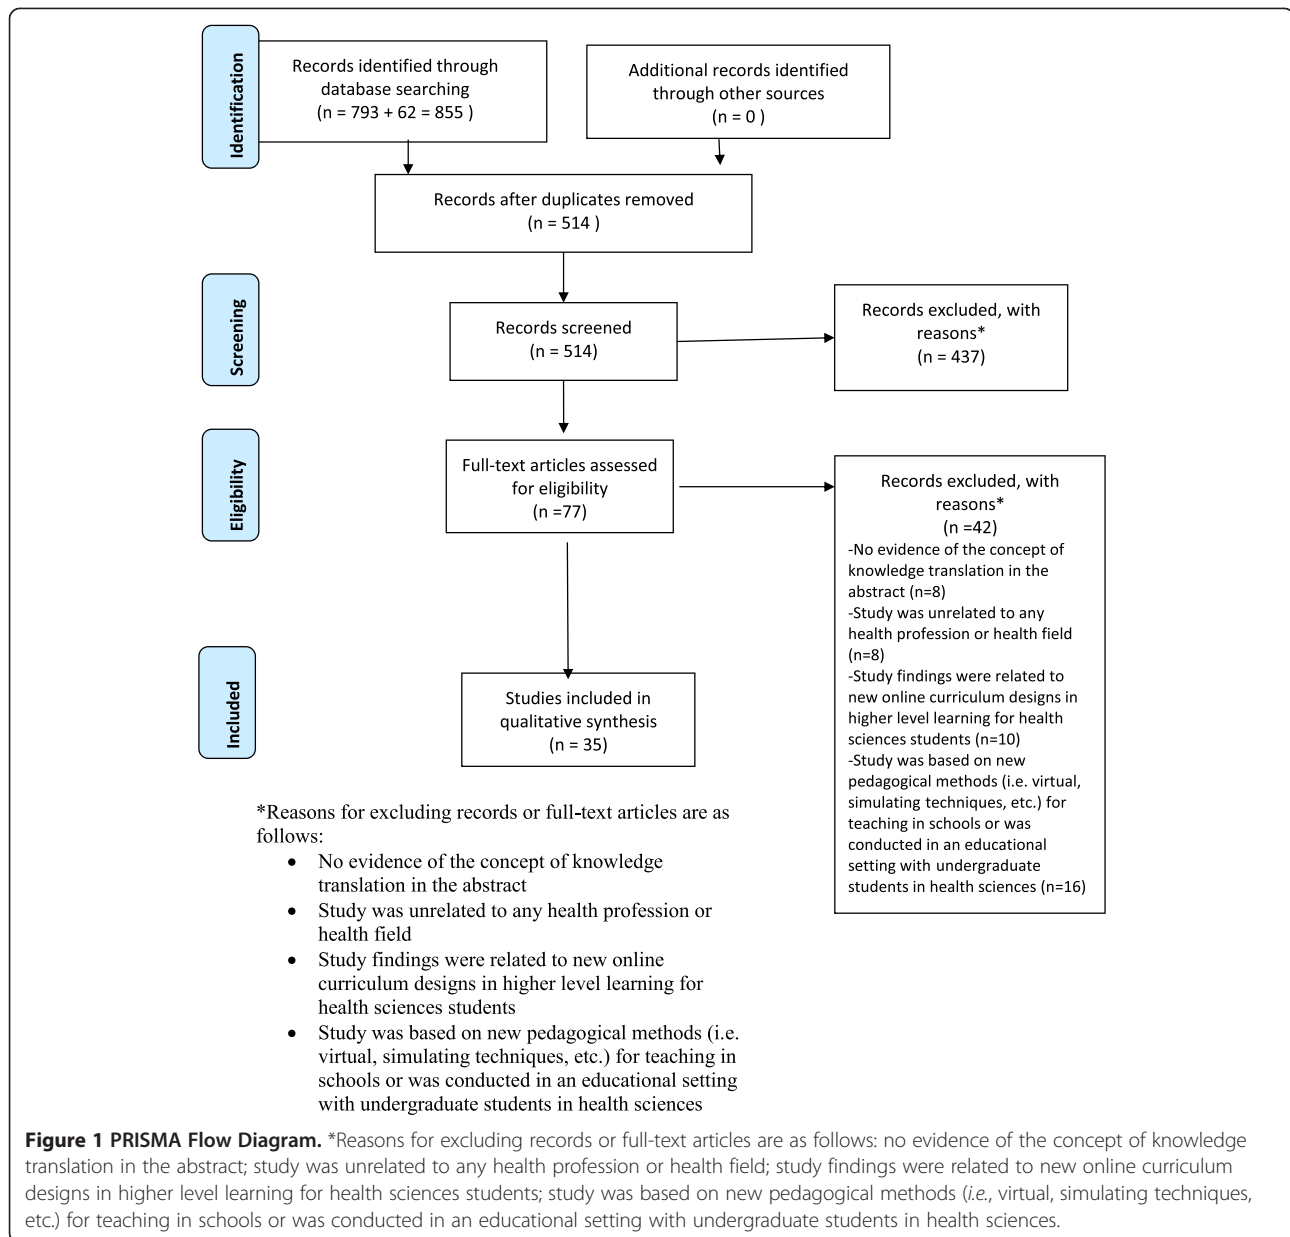 Identification
Records identified through
database searching
(n = 793 + 62 = 855 )
Additional records identified
through other sources
(n = 0 )
Records after duplicates removed
(n = 514 )
Screening
Records screened
(n = 514)
Records excluded, with
reasons*
(n = 437)
Eligibility
Full-text articles assessed
for eligibility
(n =77)
Records excluded, with
reasons*
(n =42)
-No evidence of the concept of
knowledge translation in the
abstract (n=8)
-Study was unrelated to any
health profession or health field
(n=8)
-Study findings were related to
new online curriculum designs in
higher level learning for health
sciences students (n=10)
-Study was based on new
pedagogical methods (i.e. virtual,
simulating techniques, etc.) for
teaching in schools or was
conducted in an educational
setting with undergraduate
students in health sciences (n=16)
Included
Studies included in
qualitative synthesis
(n = 35)
*Reasons for excluding records or full-text articles are as
follows:
• No evidence of the concept of knowledge
translation in the abstract
• Study was unrelated to any health profession or
health field
• Study findings were related to new online
curriculum designs in higher level learning for
health sciences students
• Study was based on new pedagogical methods (i.e.
virtual, simulating techniques, etc.) for teaching in
schools or was conducted in an educational setting
with undergraduate students in health sciences
Figure 1 PRISMA Flow Diagram. *Reasons for excluding records or full-text articles are as follows: no evidence of the concept of knowledge
translation in the abstract; study was unrelated to any health profession or health field; study findings were related to new online curriculum
designs in higher level learning for health sciences students; study was based on new pedagogical methods (i.e., virtual, simulating techniques,
etc.) for teaching in schools or was conducted in an educational setting with undergraduate students in health sciences.